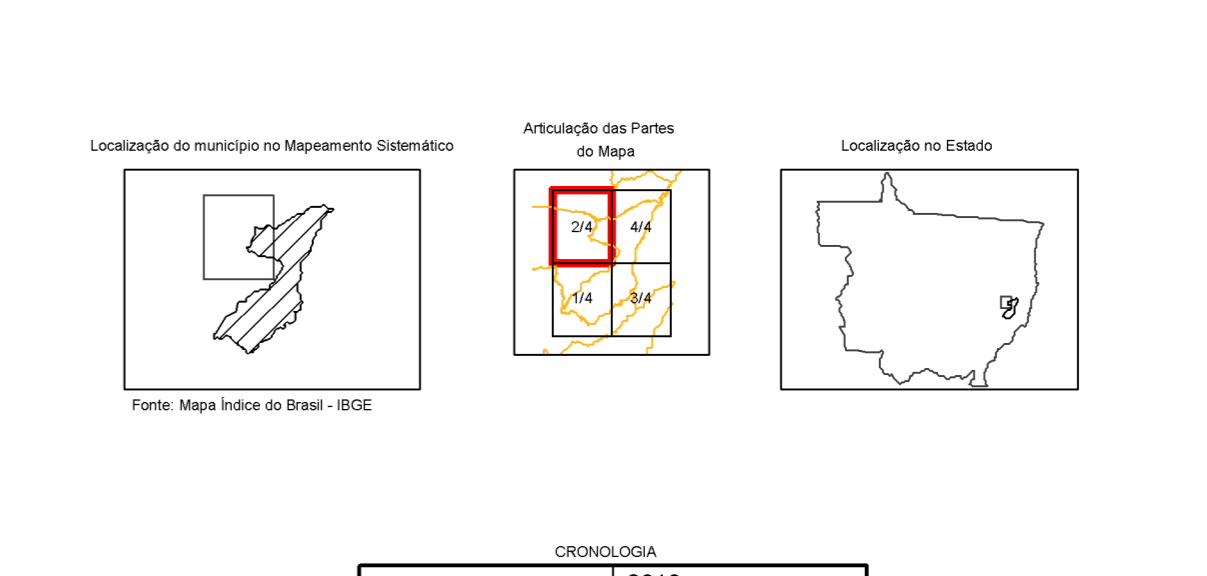 Articulação das Partes
do Mapa
Localização do município no Mapeamento Sistemático
Localização no Estado
2/4
4/4
1/4
3/4
Fonte: Mapa Índice do Brasil - IBGE
CRONOLOGIA